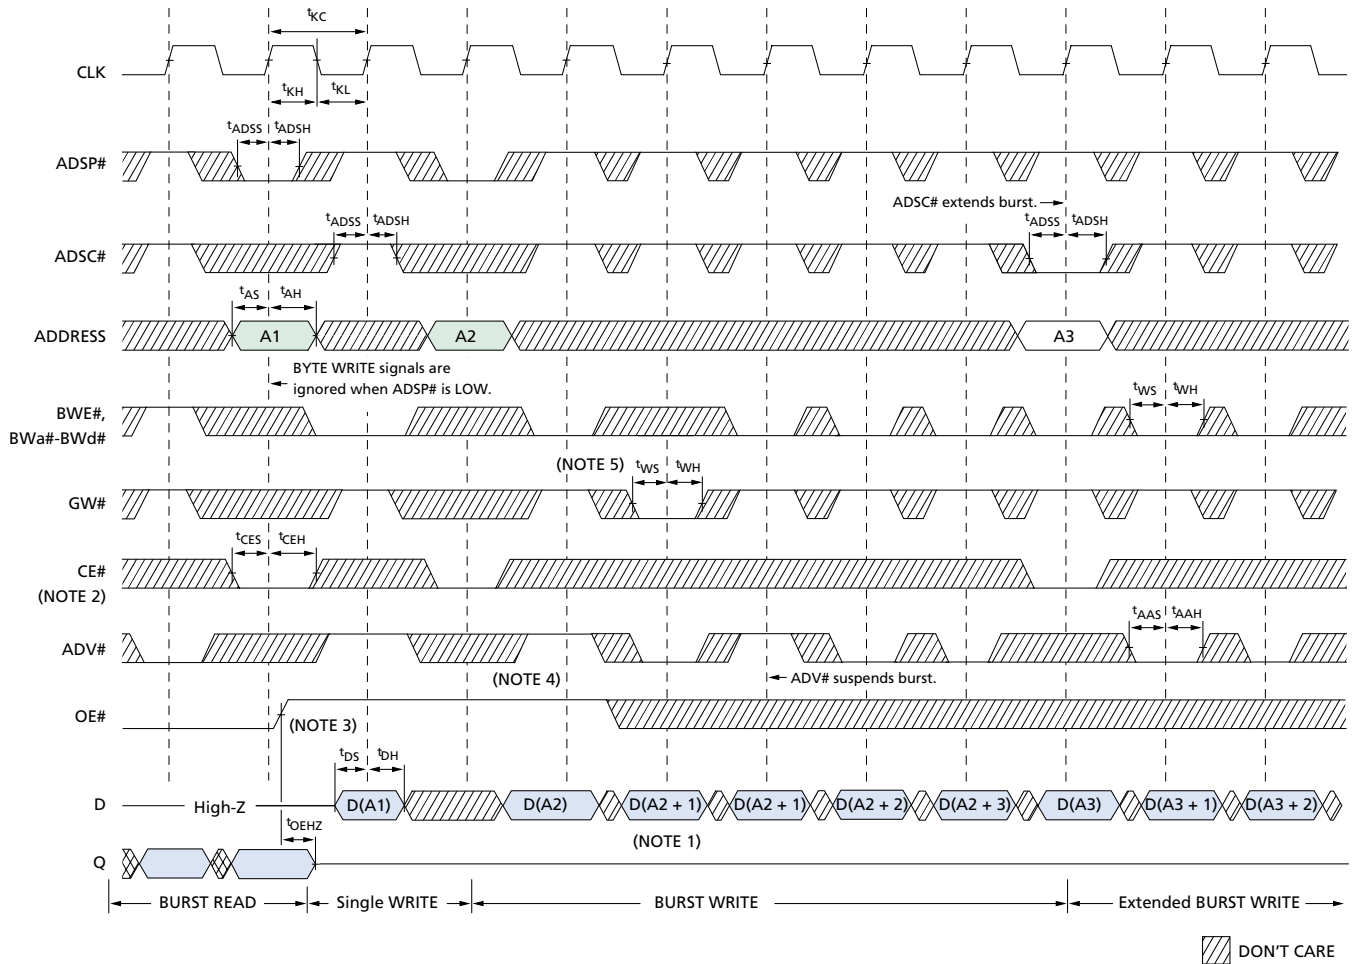 tKC
CLK
tKH tKL
tADSS tADSH
ADSP#
ADSC# extends burst.
tADSS tADSH
tADSS tADSH
ADSC#
tAS tAH
ADDRESS
A1 A2 A3
BYTE WRITE signals are
ignored when ADSP# is LOW.
tWS tWH
BWE#,
BWa#-BWd#
(NOTE 5) tWS tWH
GW#
tCES tCEH
CE#
(NOTE 2)
tAAS tAAH
ADV#
(NOTE 4)
ADV# suspends burst.
OE#
(NOTE 3)
tDS tDH
D High-Z D(A1) D(A2) D(A2 + 1) D(A2 + 1) D(A2 + 2) D(A2 + 3) D(A3) D(A3 + 1) D(A3 + 2)
tOEHZ
(NOTE 1)
Q
BURST READ Single WRITE BURST WRITE Extended BURST WRITE
DON'T CARE